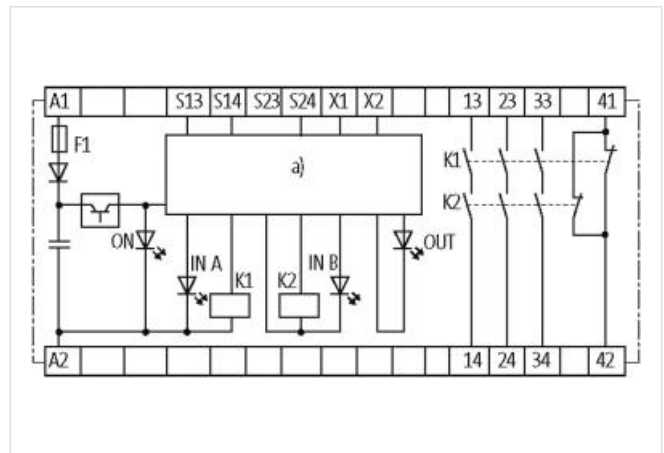 A1 S13 S14 S23 S24 X1 X2 13 23 33 41
F1
a)
K1
K2
ON
OUT
IN A K1 K2 IN B
A2 14 24 34 42